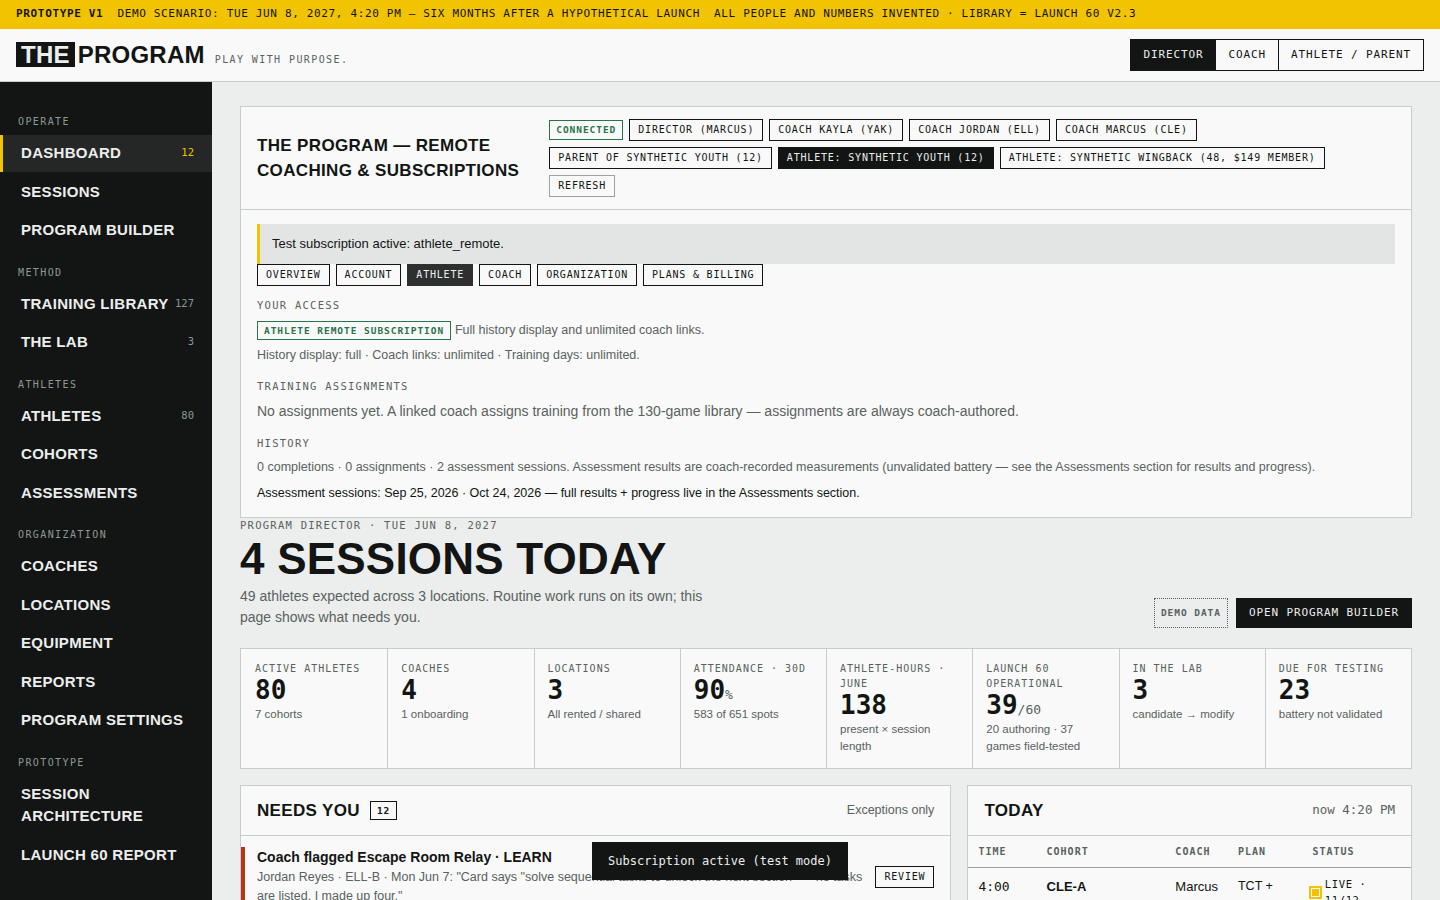 PROTOTYPE V1 DEMO SCENARIO: TUE JUN 8, 2027, 4:20 PM — SIX MONTHS AFTER A HYPOTHETICAL LAUNCH ALL PEOPLE AND NUMBERS INVENTED · LIBRARY = LAUNCH 60 V2.3
THE PROGRAM PLAY WITH PURPOSE.
DIRECTOR COACH ATHLETE / PARENT
OPERATE
DASHBOARD 12
SESSIONS
PROGRAM BUILDER
METHOD
TRAINING LIBRARY 127
THE LAB 3
ATHLETES
ATHLETES 80
COHORTS
ASSESSMENTS
ORGANIZATION
COACHES
LOCATIONS
EQUIPMENT
REPORTS
PROGRAM SETTINGS
PROTOTYPE
SESSION
ARCHITECTURE
LAUNCH 60 REPORT
THE PROGRAM — REMOTE
COACHING & SUBSCRIPTIONS
CONNECTED DIRECTOR (MARCUS) COACH KAYLA (YAK) COACH JORDAN (ELL) COACH MARCUS (CLE)
PARENT OF SYNTHETIC YOUTH (12) ATHLETE: SYNTHETIC YOUTH (12) ATHLETE: SYNTHETIC WINGBACK (48, $149 MEMBER)
REFRESH
Test subscription active: athlete_remote.
OVERVIEW ACCOUNT ATHLETE COACH ORGANIZATION PLANS & BILLING
YOUR ACCESS
ATHLETE REMOTE SUBSCRIPTION Full history display and unlimited coach links.
History display: full · Coach links: unlimited · Training days: unlimited.
TRAINING ASSIGNMENTS
No assignments yet. A linked coach assigns training from the 130-game library — assignments are always coach-authored.
HISTORY
0 completions · 0 assignments · 2 assessment sessions. Assessment results are coach-recorded measurements (unvalidated battery — see the Assessments section for results and progress).
Assessment sessions: Sep 25, 2026 · Oct 24, 2026 — full results + progress live in the Assessments section.
PROGRAM DIRECTOR · TUE JUN 8, 2027
4 SESSIONS TODAY
49 athletes expected across 3 locations. Routine work runs on its own; this
page shows what needs you.
DEMO DATA OPEN PROGRAM BUILDER
ACTIVE ATHLETES
80
7 cohorts
COACHES
4
1 onboarding
LOCATIONS
3
All rented / shared
ATTENDANCE · 30D
90%
583 of 651 spots
ATHLETE-HOURS ·
JUNE
138
present × session
length
LAUNCH 60
OPERATIONAL
39/60
20 authoring · 37
games field-tested
IN THE LAB
3
candidate → modify
DUE FOR TESTING
23
battery not validated
NEEDS YOU 12 Exceptions only
Coach flagged Escape Room Relay · LEARN
Jordan Reyes · ELL-B · Mon Jun 7: "Card says "solve
are listed. I made up four."
REVIEW
Subscription active (test mode)
TODAY now 4:20 PM
TIME COHORT COACH PLAN STATUS
4:00 CLE-A Marcus TCT + LIVE ·